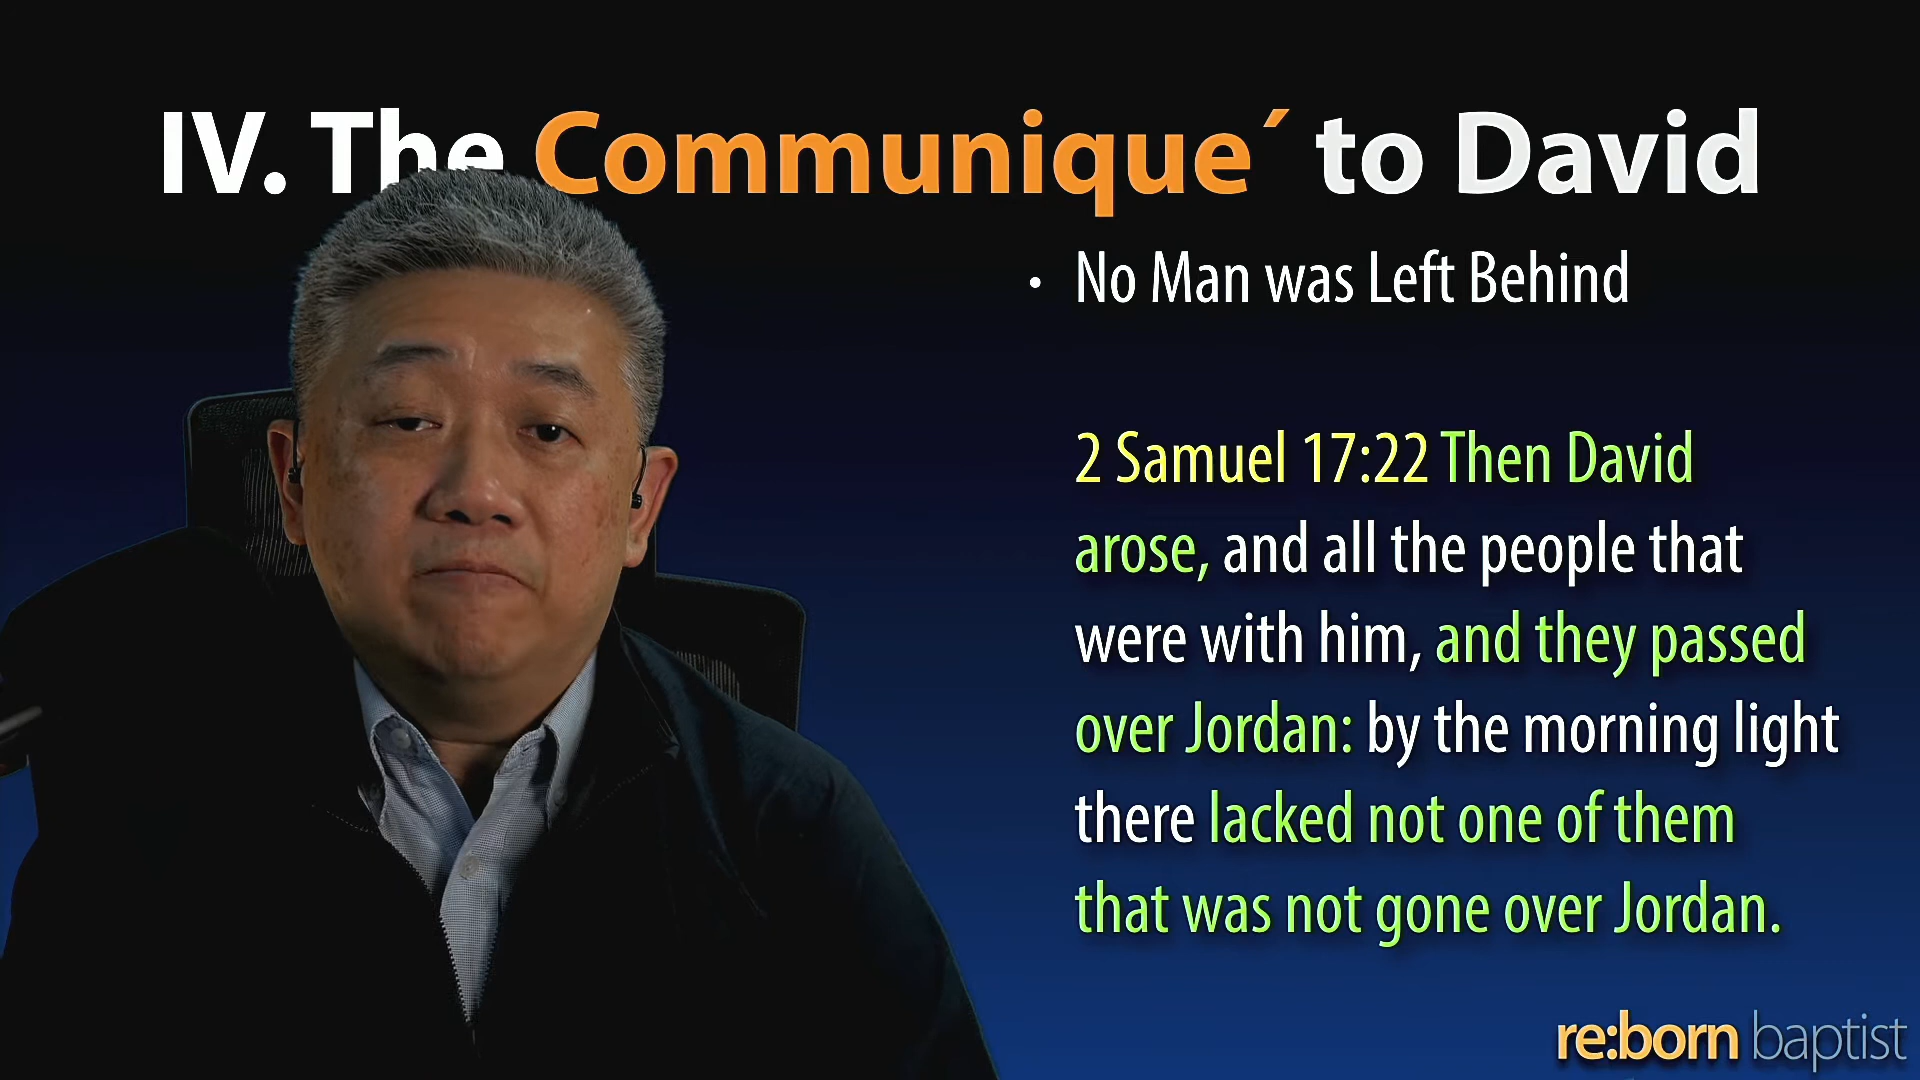 IV. The Communique´ to David
• No Man was Left Behind
2 Samuel 17:22 Then David
arose, and all the people that
were with him, and they passed
over Jordan: by the morning light
there lacked not one of them
that was not gone over Jordan.
re:born baptist